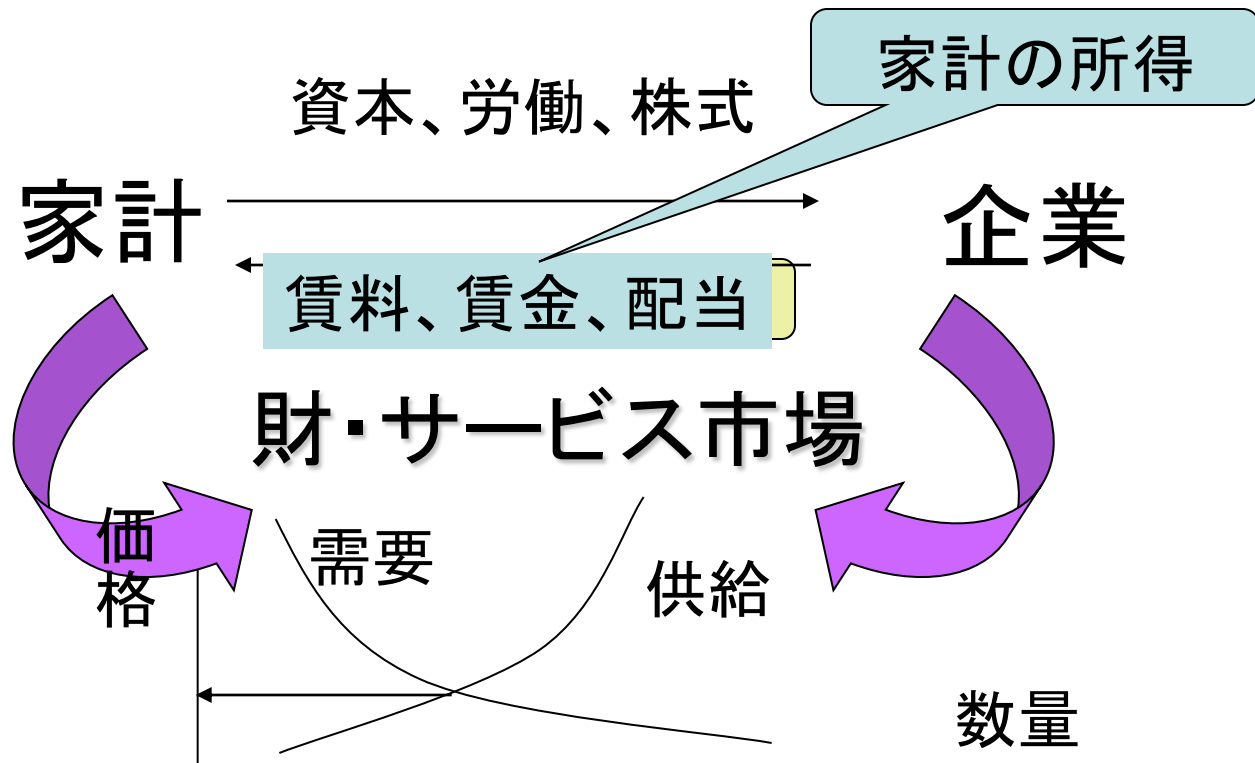 家計の所得
資本、労働、株式
家計
企業
賃料、賃金、配当
財・サービス市場
価
格
需要
供給
数量